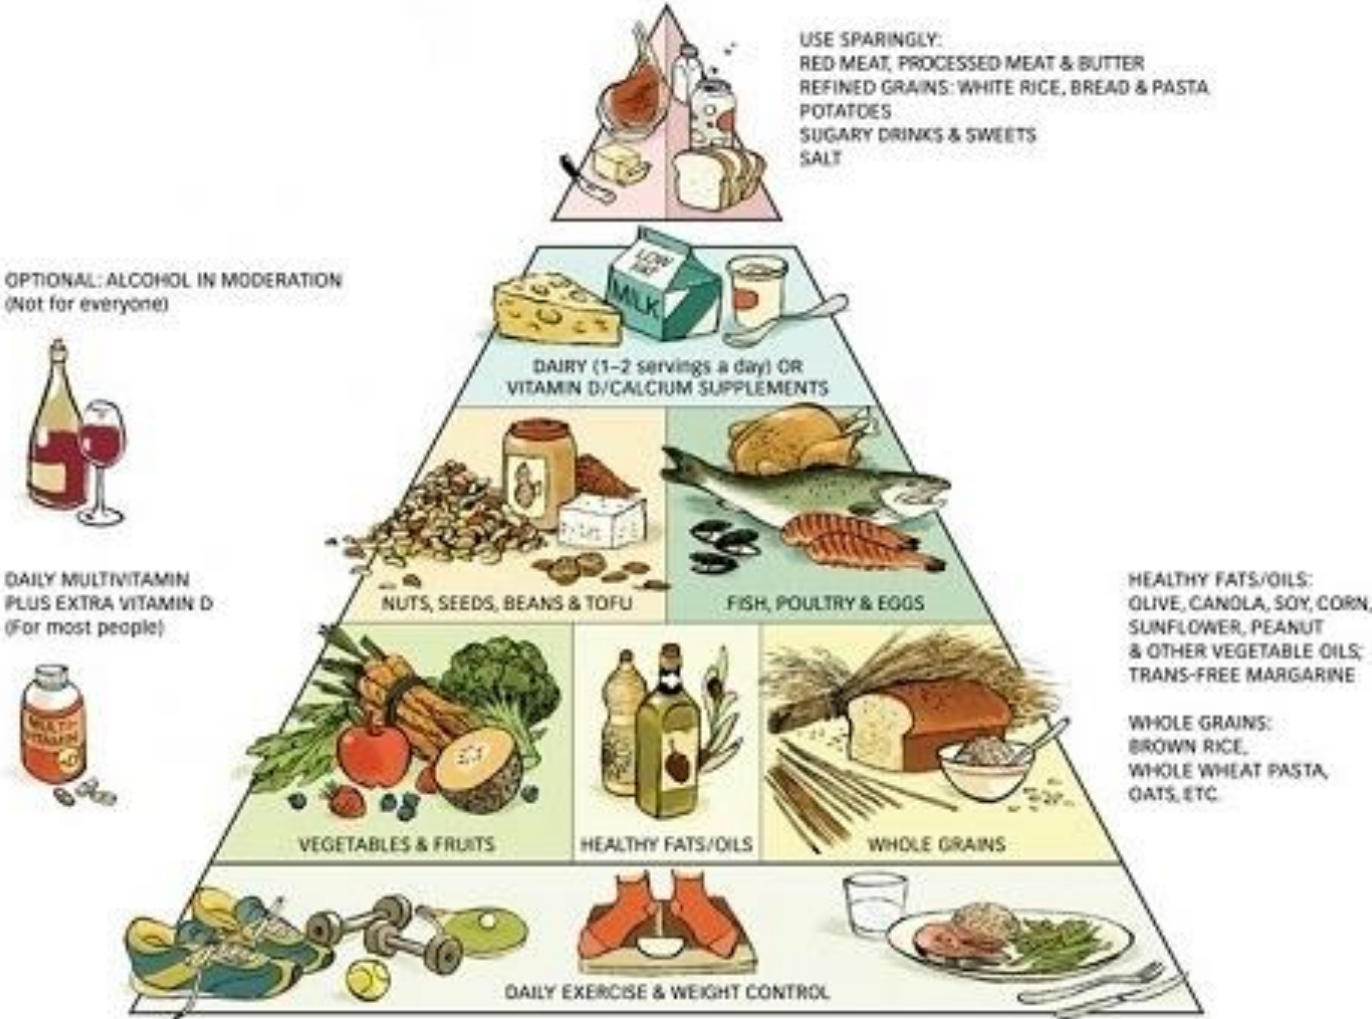 USE SPARINGLY:
RED MEAT, PROCESSED MEAT & BUTTER
REFINED GRAINS: WHITE RICE, BREAD & PASTA
POTATOES
SUGARY DRINKS & SWEETS
SALT
OPTIONAL: ALCOHOL IN MODERATION
(Not for everyone)
LOW
FAT
MILK
DAIRY (1–2 servings a day) OR
VITAMIN D/CALCIUM SUPPLEMENTS
NUTS, SEEDS, BEANS & TOFU
FISH, POULTRY & EGGS
DAILY MULTIVITAMIN
PLUS EXTRA VITAMIN D
(For most people)
MULTI-
VITAMIN
+D
HEALTHY FATS/OILS:
OLIVE, CANOLA, SOY, CORN,
SUNFLOWER, PEANUT
& OTHER VEGETABLE OILS;
TRANS-FREE MARGARINE
WHOLE GRAINS:
BROWN RICE,
WHOLE WHEAT PASTA,
OATS, ETC.
VEGETABLES & FRUITS
HEALTHY FATS/OILS
WHOLE GRAINS
DAILY EXERCISE & WEIGHT CONTROL